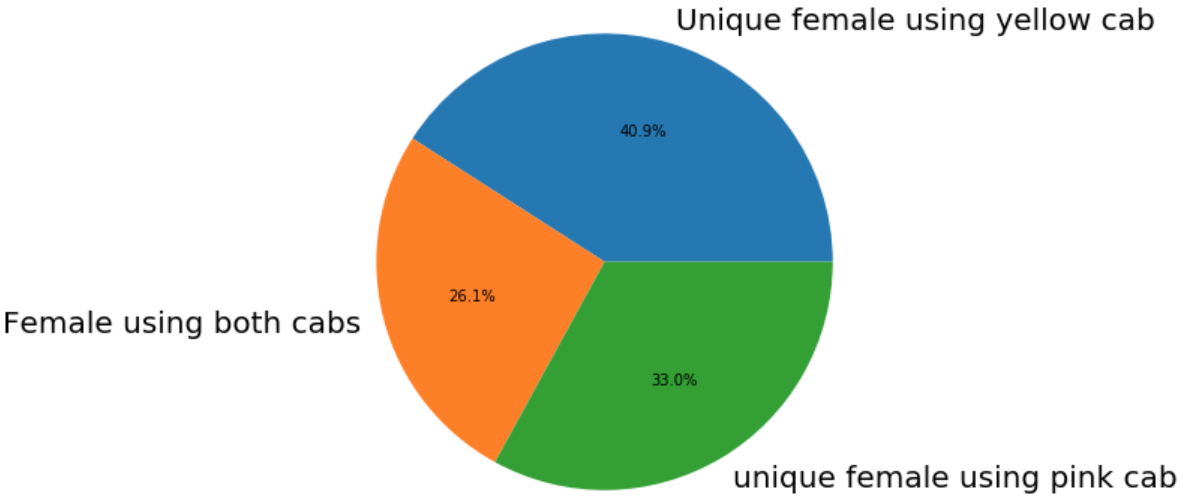 Unique female using yellow cab
40.9%
26.1%
Female using both cabs
33.0%
unique female using pink cab